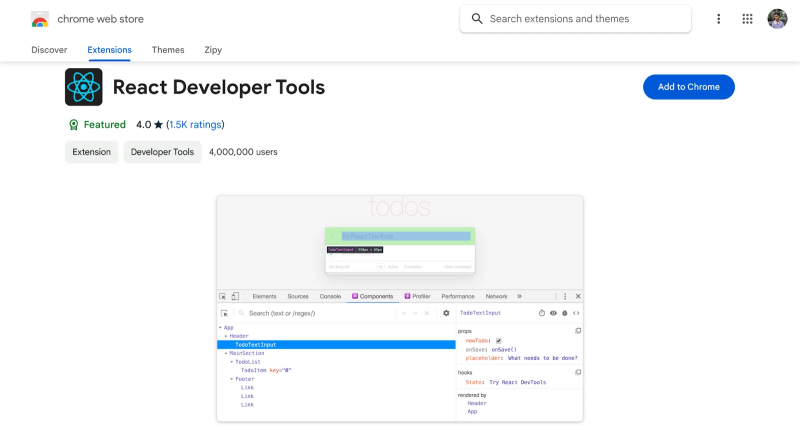 chrome web store
Search extensions and themes
Discover Extensions Themes Zipy
React Developer Tools
Add to Chrome
Featured 4.0 ★ (1.5K ratings)
Extension Developer Tools 4,000,000 users
todos
Try React DevTools
Elements Sources Console Components Profiler Performance Network »
Search (text or /regex/)
TodoTextInput
App
Header
TodoTextInput
MainSection
TodoList
TodoItem key="0"
Footer
Link
Link
Link
props
newTodo:
onSave: onSave()
placeholder: What needs to be done?
hooks
State: Try React DevTools
rendered by
Header
App